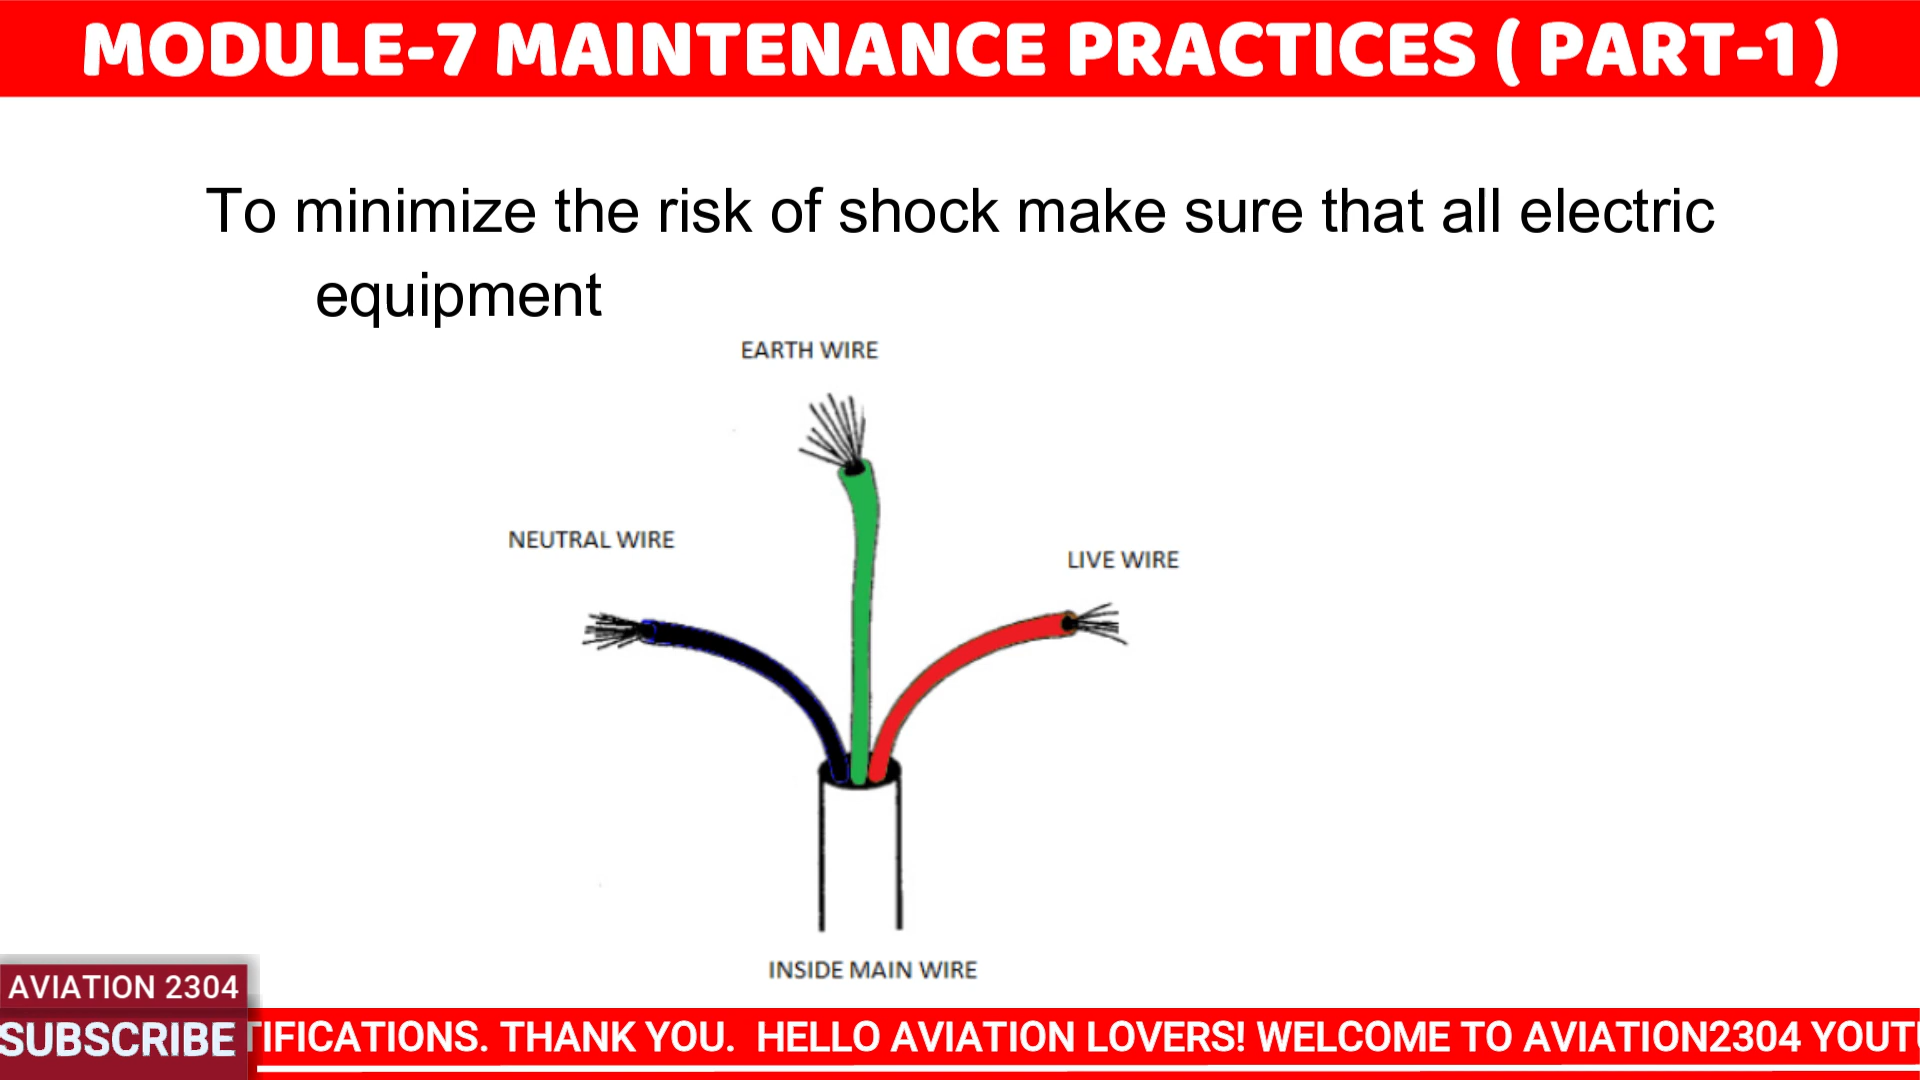 MODULE-7 MAINTENANCE PRACTICES ( PART-1 )
To minimize the risk of shock make sure that all electric
equipment
EARTH WIRE
NEUTRAL WIRE
LIVE WIRE
INSIDE MAIN WIRE
AVIATION 2304
SUBSCRIBE
TIFICATIONS. THANK YOU. HELLO AVIATION LOVERS! WELCOME TO AVIATION2304 YOUT